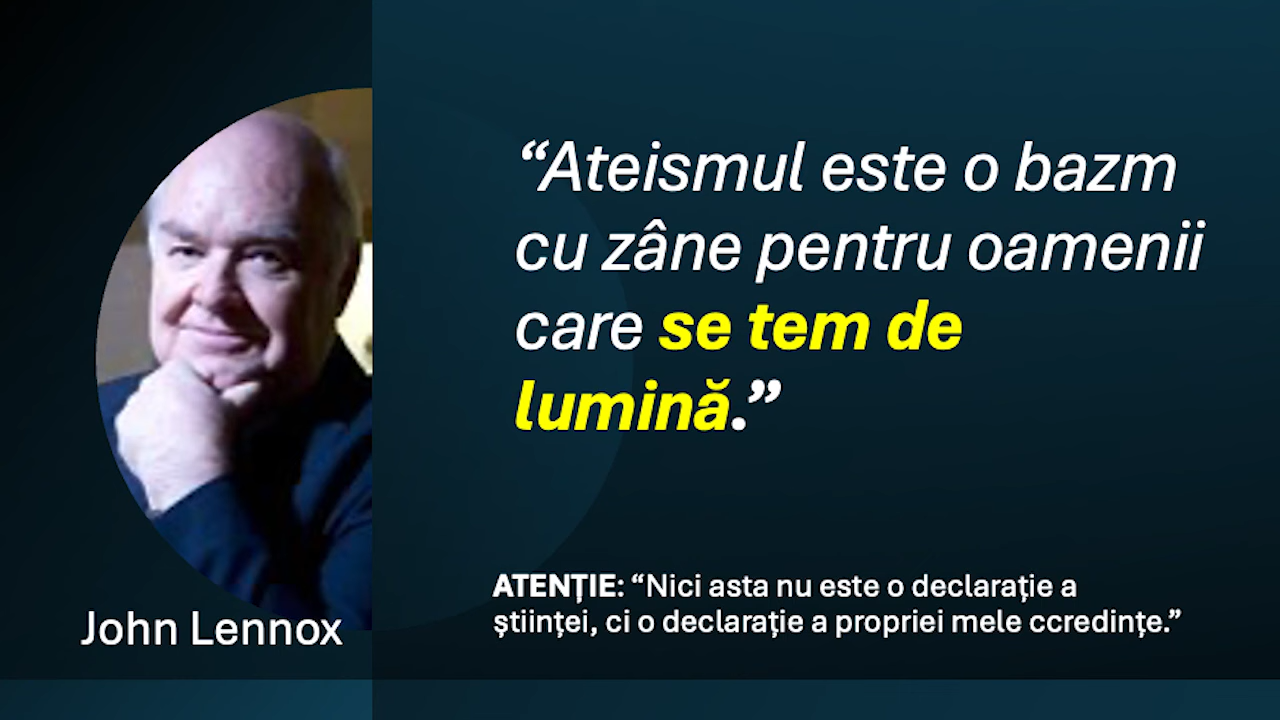 “Ateismul este o bazm
cu zâne pentru oamenii
care se tem de
lumină.”
ATENȚIE: “Nici asta nu este o declarație a
științei, ci o declarație a propriei mele ccredințe.”
John Lennox